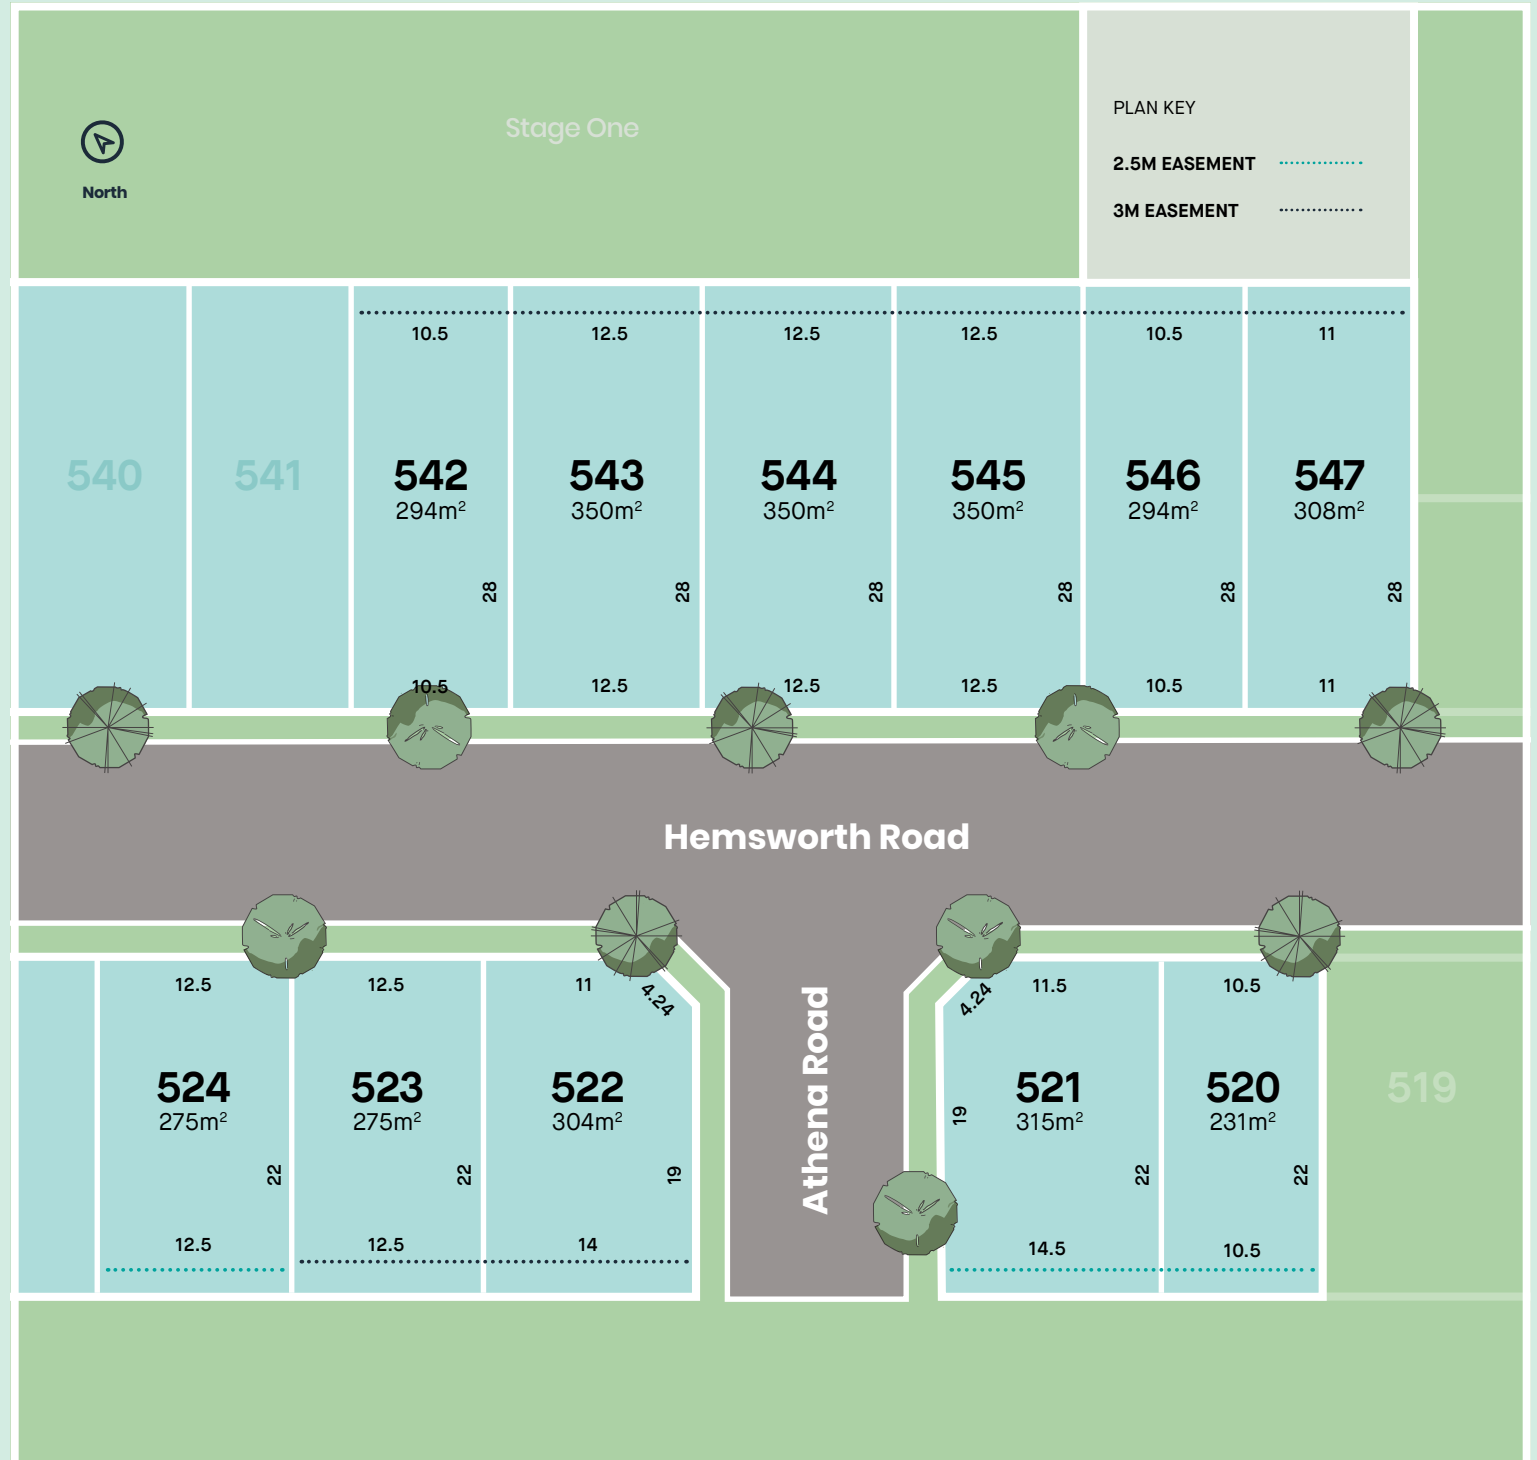 Stage One
North
PLAN KEY
2.5M EASEMENT
3M EASEMENT
10.5
12.5
12.5
12.5
10.5
11
540
541
542
294m²
543
350m²
544
350m²
545
350m²
546
294m²
547
308m²
28
28
28
28
28
28
10.5
12.5
12.5
12.5
10.5
11
Hemsworth Road
Athena Road
12.5
12.5
11
4.24
4.24
11.5
10.5
524
275m²
523
275m²
522
304m²
521
315m²
520
231m²
519
22
22
19
19
22
22
12.5
12.5
14
14.5
10.5